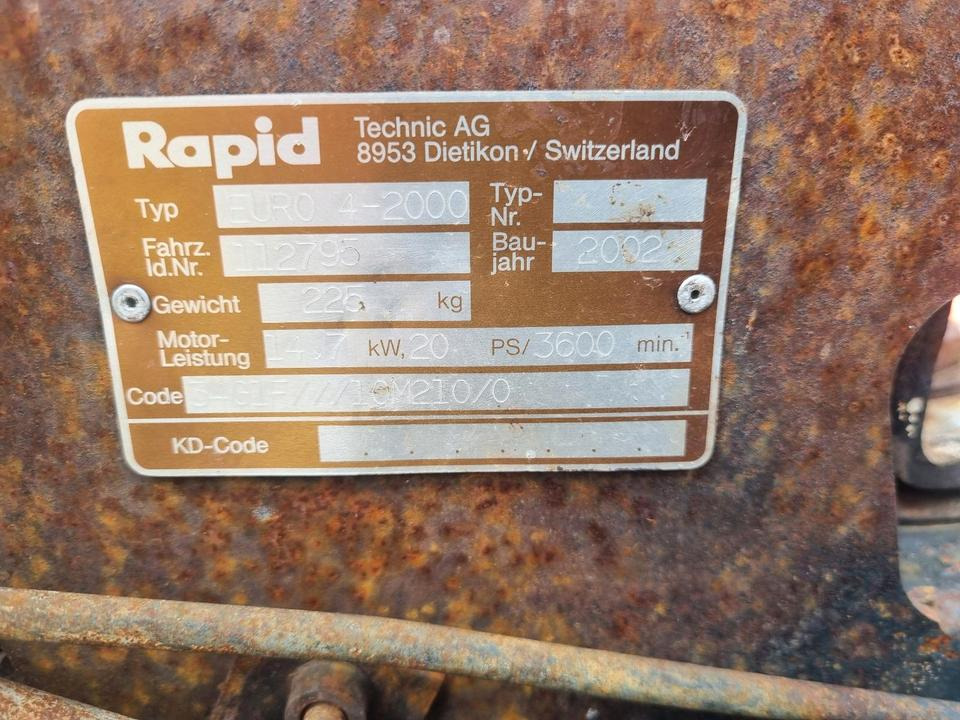 Rapid Technic AG
8953 Dietikon / Switzerland
Typ EURO 4-2000 Typ-Nr.
Fahrz. Id.Nr. 112795 Bau-jahr 2002
Gewicht 225 kg
Motor-Leistung 14.7 kW, 20 PS/ 3600 min.⁻¹
Code
KD-Code